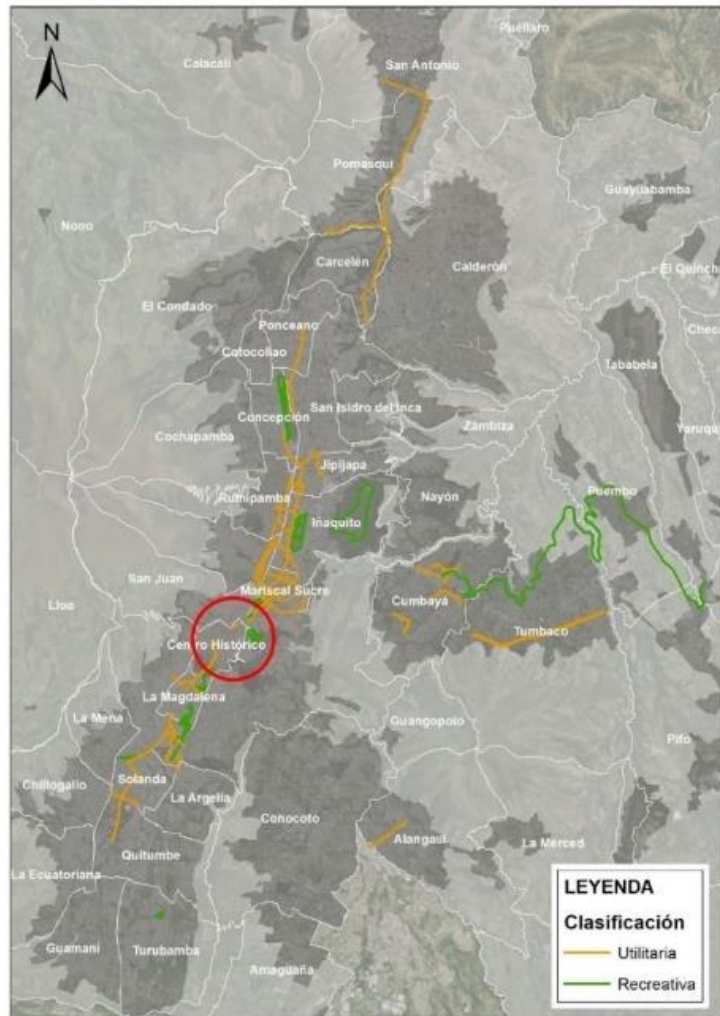 N
Puéllaro
Calacalí
San Antonio
Pomasqui
Guayllabamba
Nono
Carcelén
Calderón
El Quinche
El Condado
Ponceano
Checa
Cotocollao
Tababela
San Isidro del Inca
Concepción
Zámbiza
Yaruquí
Cochapamba
Jipijapa
Rumipamba
Nayón
Puembo
Iñaquito
San Juan
Mariscal Sucre
Lloa
Cumbayá
Centro Histórico
Tumbaco
La Magdalena
La Mena
Guangopolo
Pifo
Chillogallo
Solanda
La Argelia
Conocoto
Alangasí
La Merced
Quitumbe
La Ecuatoriana
Guamaní
Turubamba
Amaguaña
LEYENDA
Clasificación
Utilitaria
Recreativa